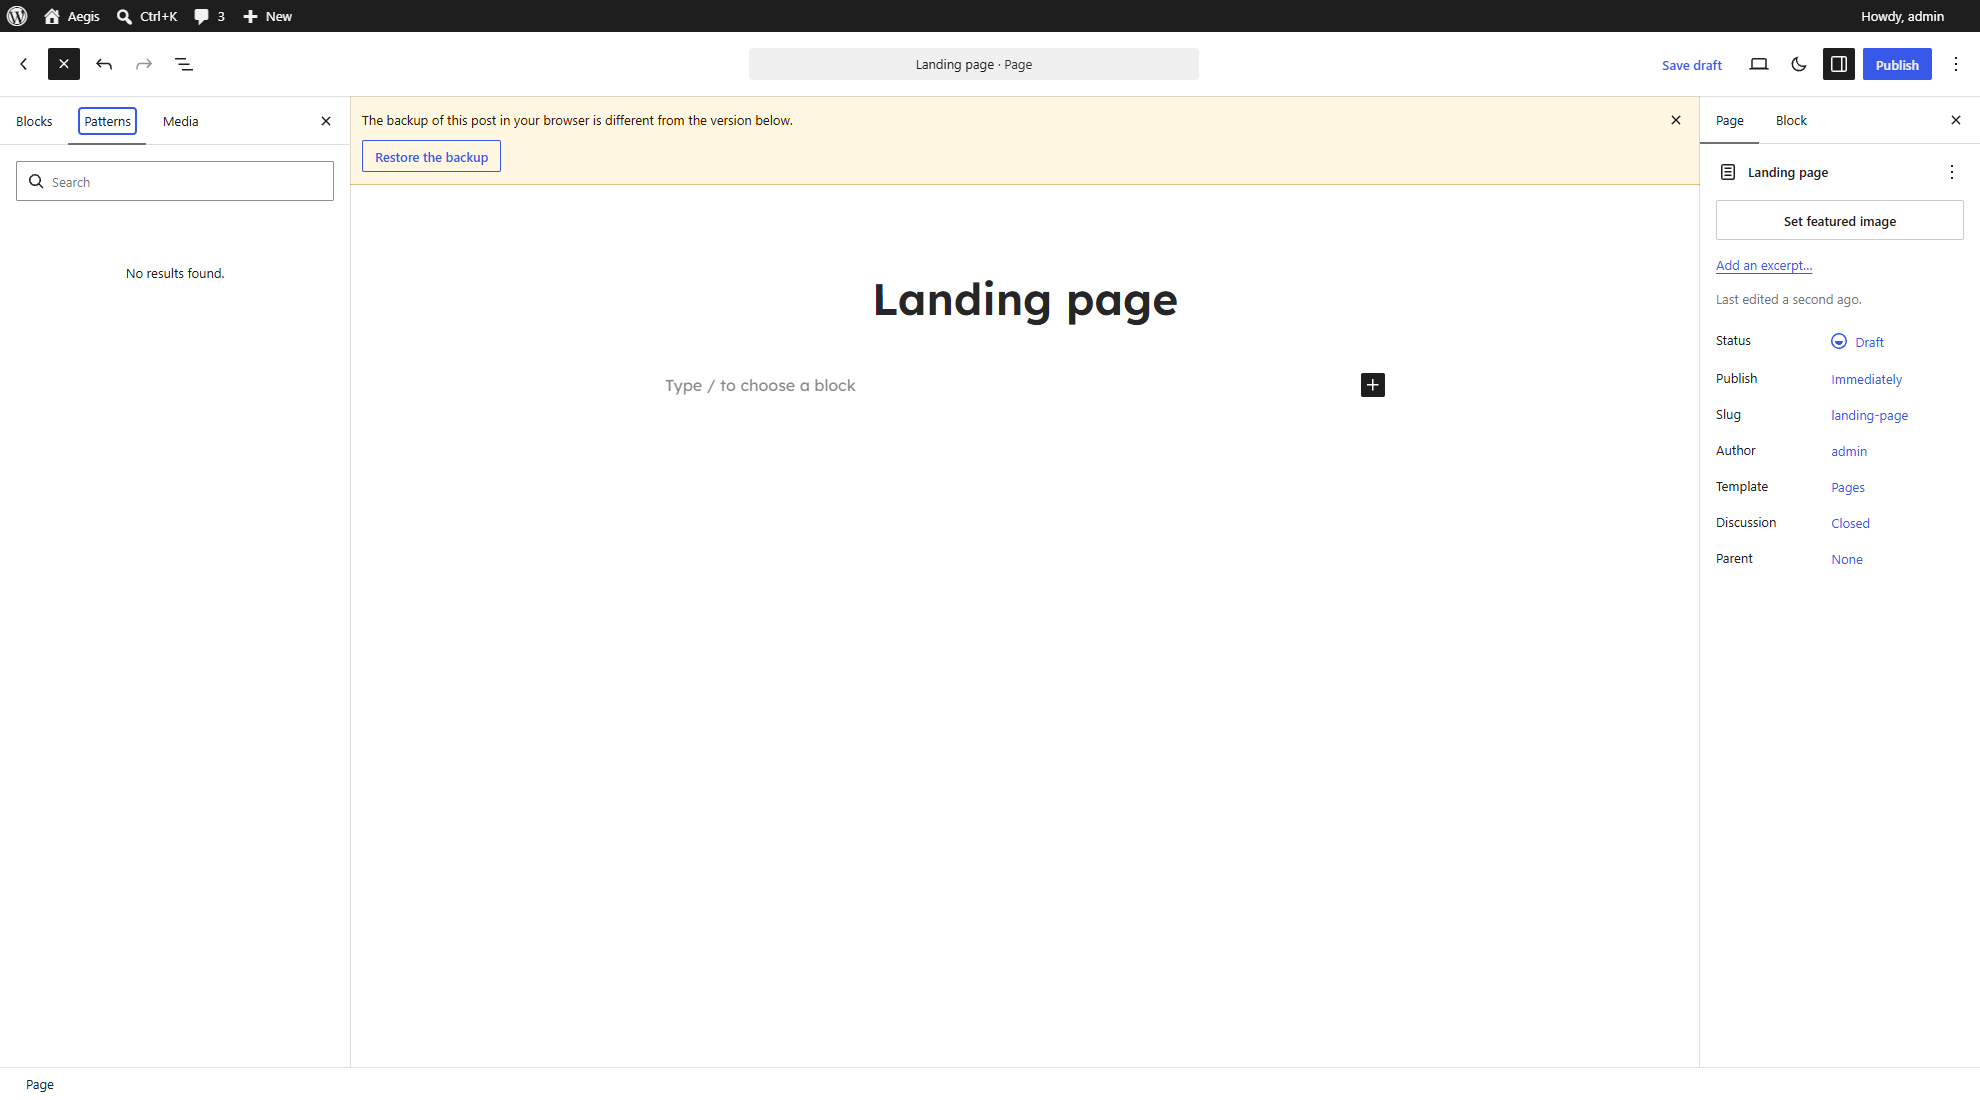 Aegis Ctrl+K 3 New Howdy, admin
Landing page · Page Save draft Publish
Blocks Patterns Media
Search
No results found.
The backup of this post in your browser is different from the version below.
Restore the backup
Landing page
Type / to choose a block
Page Block
Landing page
Set featured image
Add an excerpt...
Last edited a second ago.
Status Draft
Publish Immediately
Slug landing-page
Author admin
Template Pages
Discussion Closed
Parent None
Page